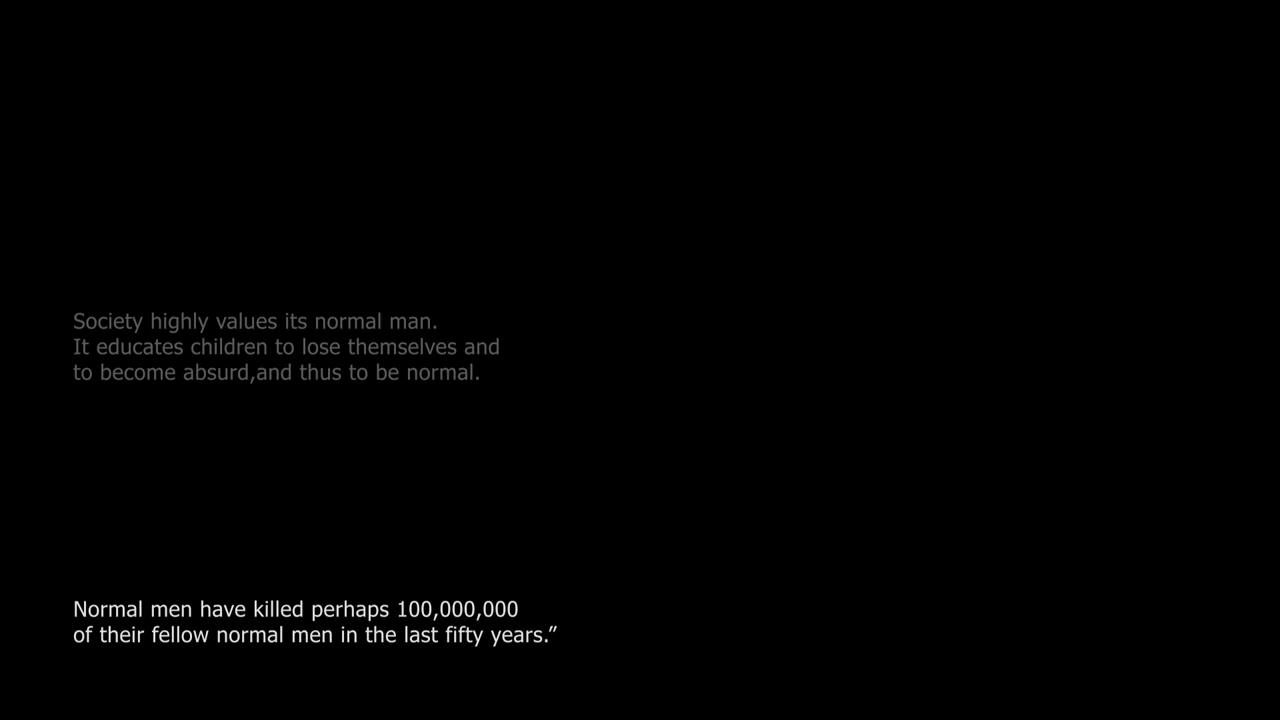 Society highly values its normal man.
It educates children to lose themselves and
to become absurd,and thus to be normal.
Normal men have killed perhaps 100,000,000
of their fellow normal men in the last fifty years.”